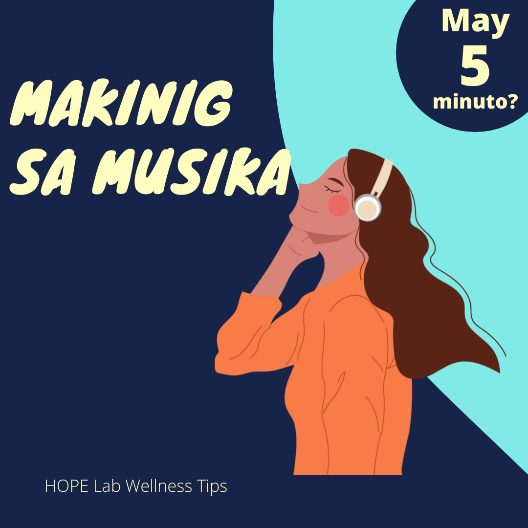 May
5
minuto?
MAKINIG
SA MUSIKA
HOPE Lab Wellness Tips